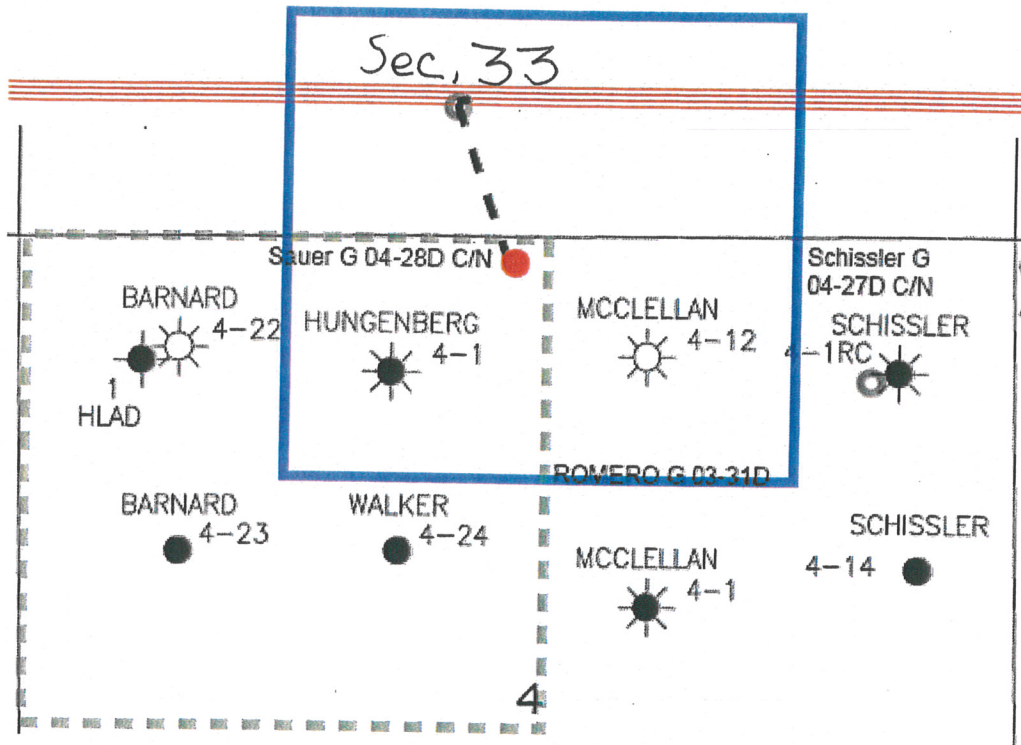 Sec. 33
Sauer G 04-28D C/N
Schissler G
04-27D C/N
BARNARD
4-22
HUNGENBERG
4-1
MCCLELLAN
4-12
SCHISSLER
4-1RC
1
HLAD
ROMERO G 03-31D
BARNARD
4-23
WALKER
4-24
MCCLELLAN
4-1
SCHISSLER
4-14
4